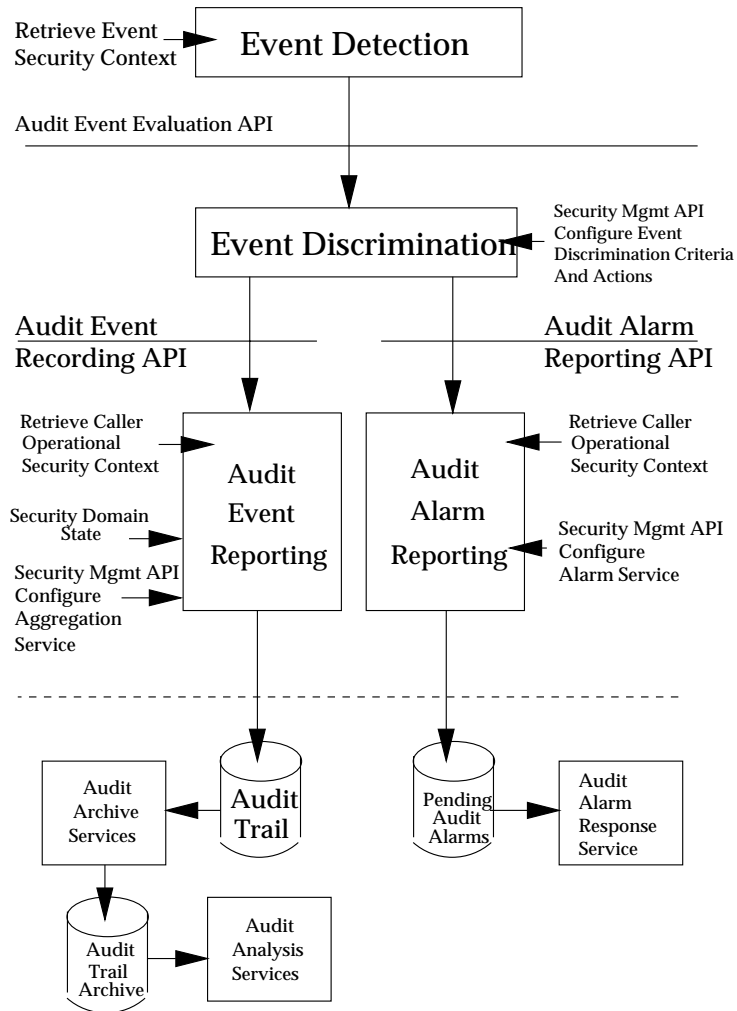 Retrieve Event
Security Context
Event Detection
Audit Event Evaluation API
Event Discrimination
Security Mgmt API
Configure Event
Discrimination Criteria
And Actions
Audit Event
Recording API
Audit Alarm
Reporting API
Retrieve Caller
Operational
Security Context
Security Domain
State
Security Mgmt API
Configure
Aggregation
Service
Audit
Event
Reporting
Audit
Alarm
Reporting
Retrieve Caller
Operational
Security Context
Security Mgmt API
Configure
Alarm Service
Audit
Archive
Services
Audit
Trail
Pending
Audit
Alarms
Audit
Alarm
Response
Service
Audit
Trail
Archive
Audit
Analysis
Services